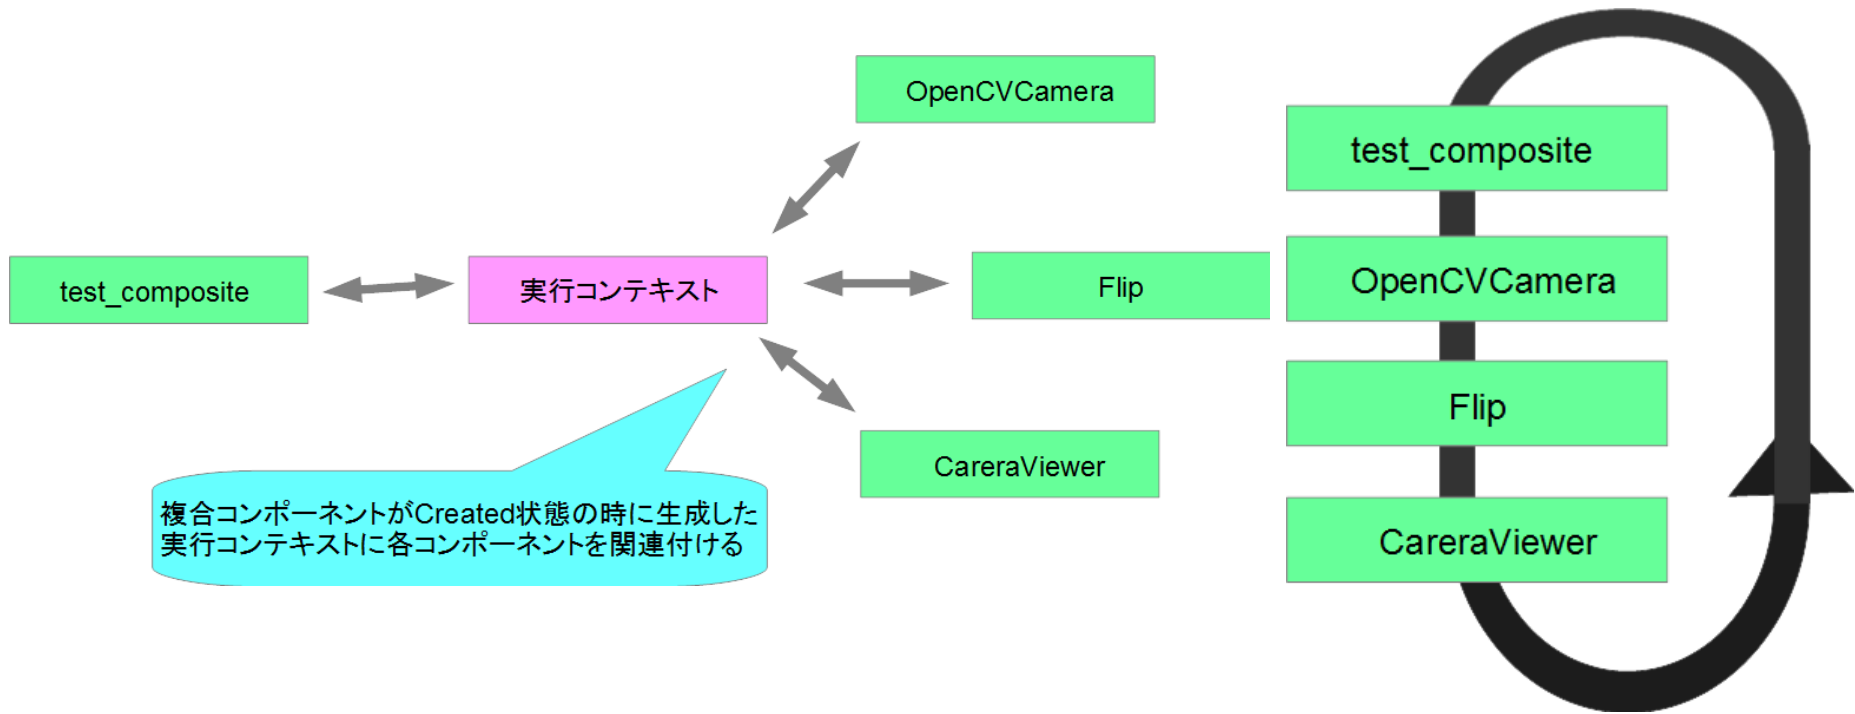 OpenCVCamera
test_composite
実行コンテキスト
Flip
CareraViewer
複合コンポーネントがCreated状態の時に生成した
実行コンテキストに各コンポーネントを関連付ける
test_composite
OpenCVCamera
Flip
CareraViewer